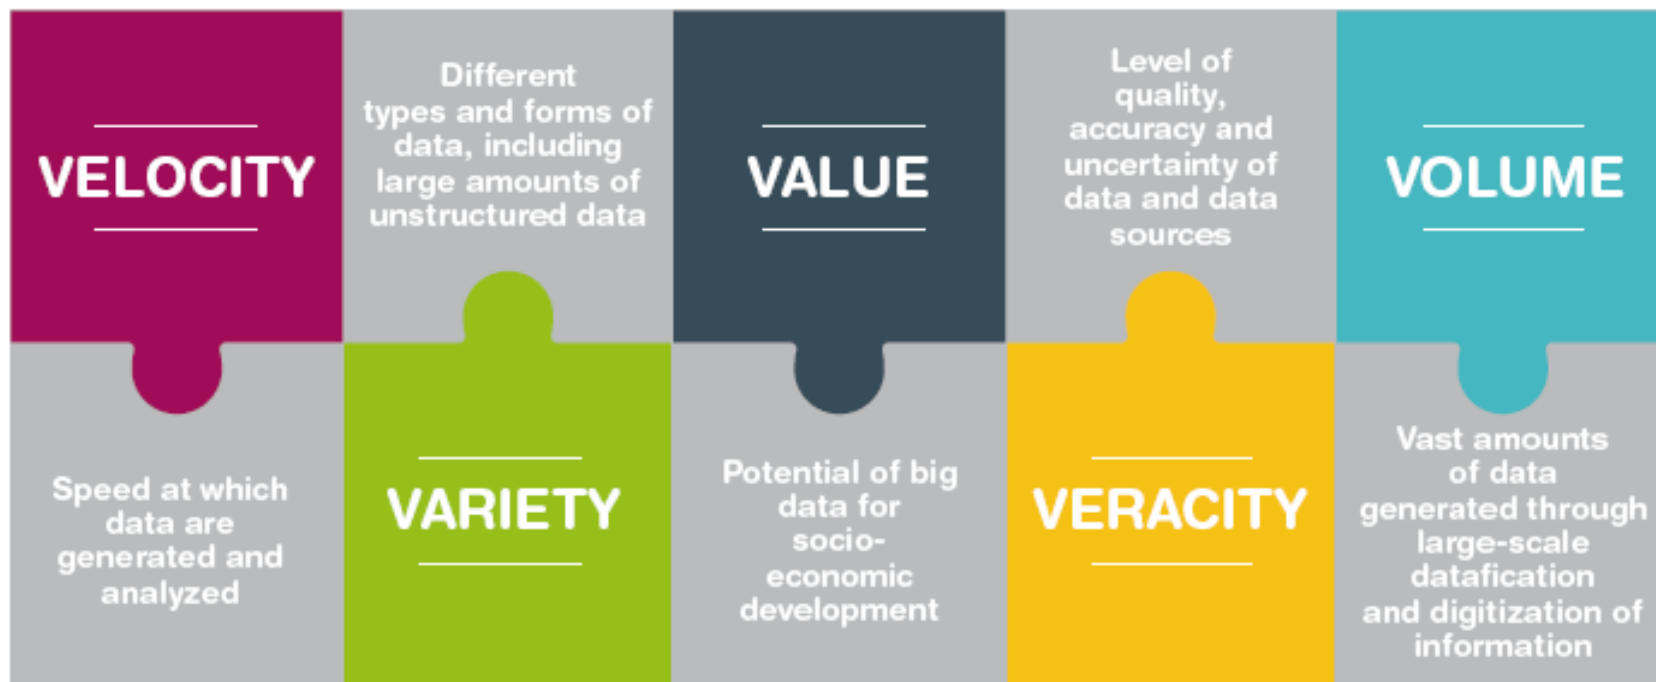 VELOCITY
Speed at which
data are
generated and
analyzed
Different
types and forms of
data, including
large amounts of
unstructured data
VARIETY
VALUE
Potential of big
data for
socio-
economic
development
Level of
quality,
accuracy and
uncertainty of
data and data
sources
VERACITY
VOLUME
Vast amounts
of data
generated through
large-scale
datafication
and digitization of
information